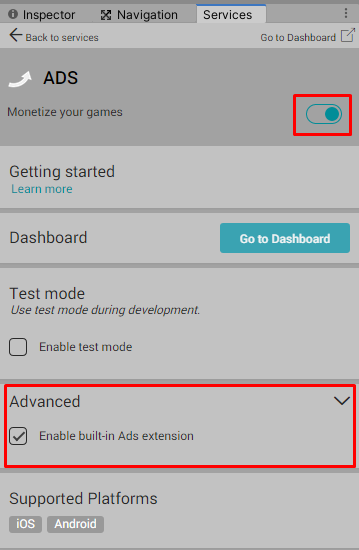 Inspector Navigation Services
Back to services Go to Dashboard
ADS
Monetize your games
Getting started
Learn more
Dashboard Go to Dashboard
Test mode
Use test mode during development.
Enable test mode
Advanced
Enable built-in Ads extension
Supported Platforms
iOS Android